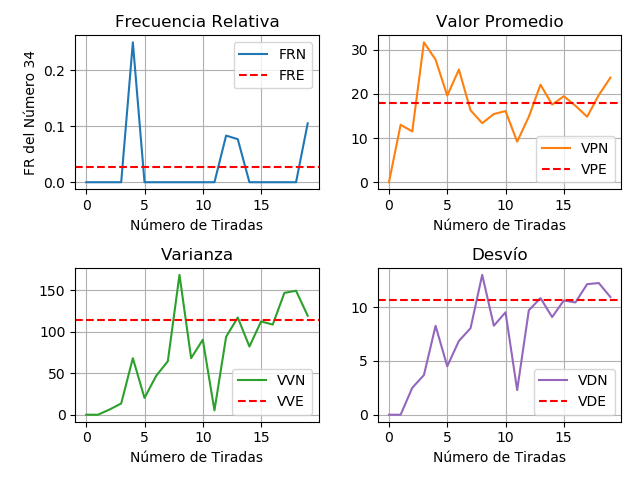 Frecuencia Relativa
FR del Número 34
0.2
0.1
0.0
0
5
10
15
Número de Tiradas
FRN
FRE
Valor Promedio
30
20
10
0
0
5
10
15
Número de Tiradas
VPN
VPE
Varianza
150
100
50
0
0
5
10
15
Número de Tiradas
VVN
VVE
Desvío
10
5
0
0
5
10
15
Número de Tiradas
VDN
VDE